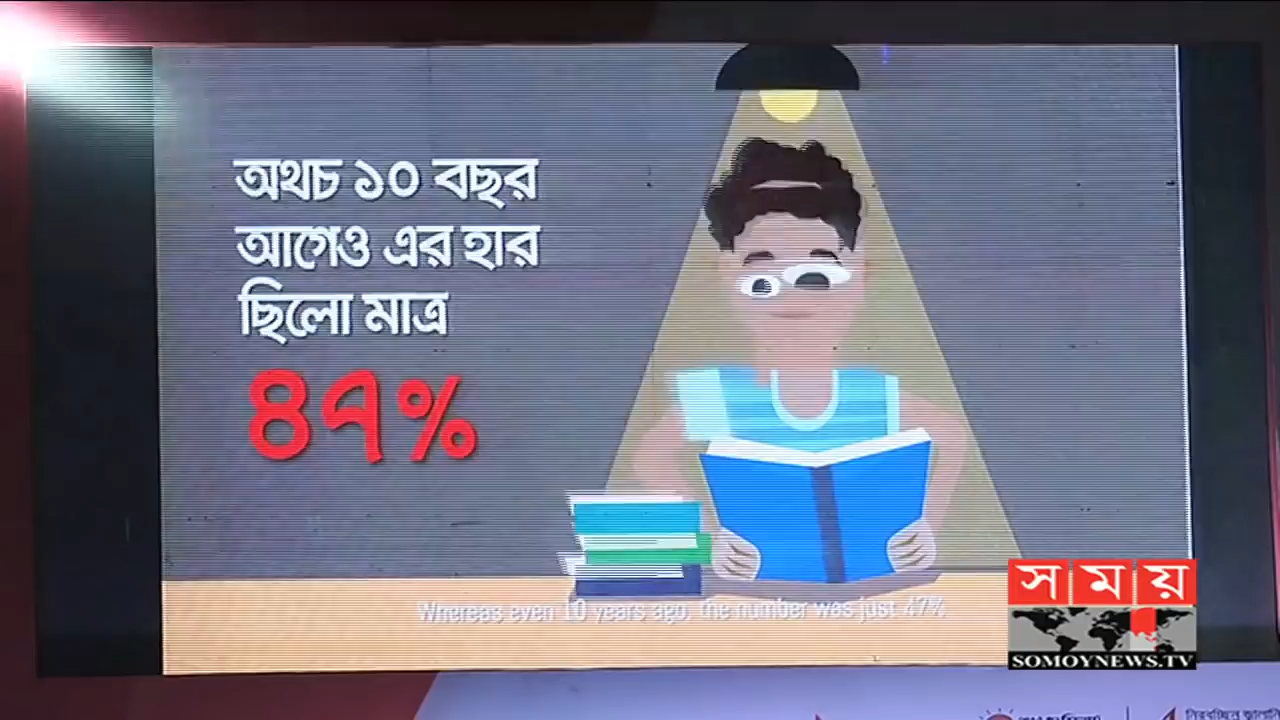 অথচ ১০ বছর
আগেও এর হার
ছিলো মাত্র
৪৭%
Whereas even 10 years ago, the number was just 47%
সময়
SOMOYNEWS.TV